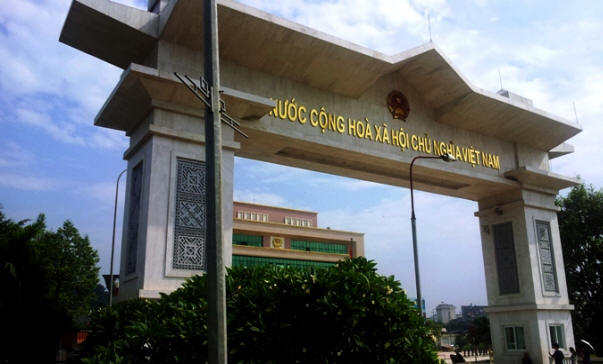 NƯỚC CỘNG HOÀ XÃ HỘI CHỦ NGHĨA VIỆT NAM